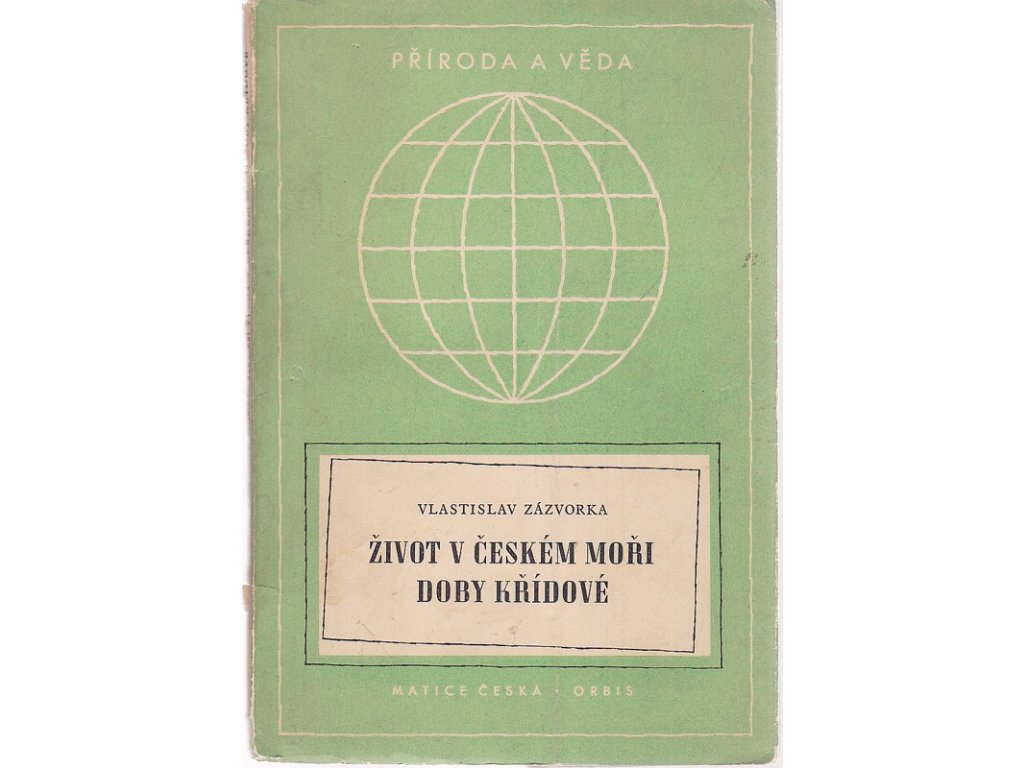 PŘÍRODA A VĚDA
VLASTISLAV ZÁZVORKA
ŽIVOT V ČESKÉM MOŘI
DOBY KŘÍDOVÉ
MATICE ČESKÁ · ORBIS